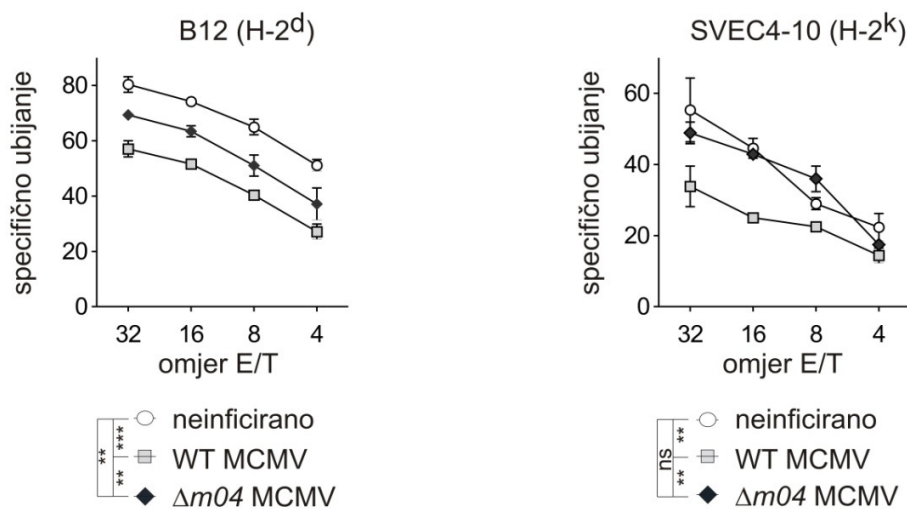 B12 (H-2d)
specifično ubijanje
80
60
40
20
0
32 16 8 4
omjer E/T
neinficirano
WT MCMV
Δm04 MCMV
**
***
**
SVEC4-10 (H-2k)
specifično ubijanje
60
40
20
0
32 16 8 4
omjer E/T
neinficirano
WT MCMV
Δm04 MCMV
ns
**
**